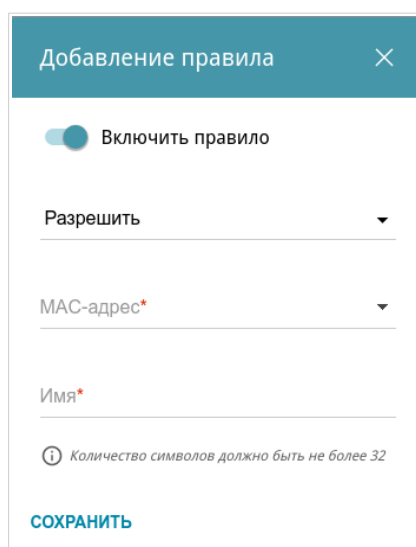 Добавление правила
Включить правило
Разрешить
MAC-адрес*
Имя*
Количество символов должно быть не более 32
СОХРАНИТЬ